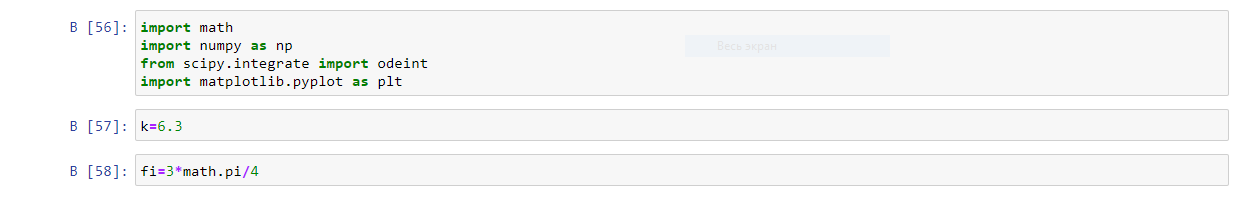 B [56]: import math
import numpy as np
from scipy.integrate import odeint
import matplotlib.pyplot as plt
Весь экран
B [57]: k=6.3
B [58]: fi=3*math.pi/4